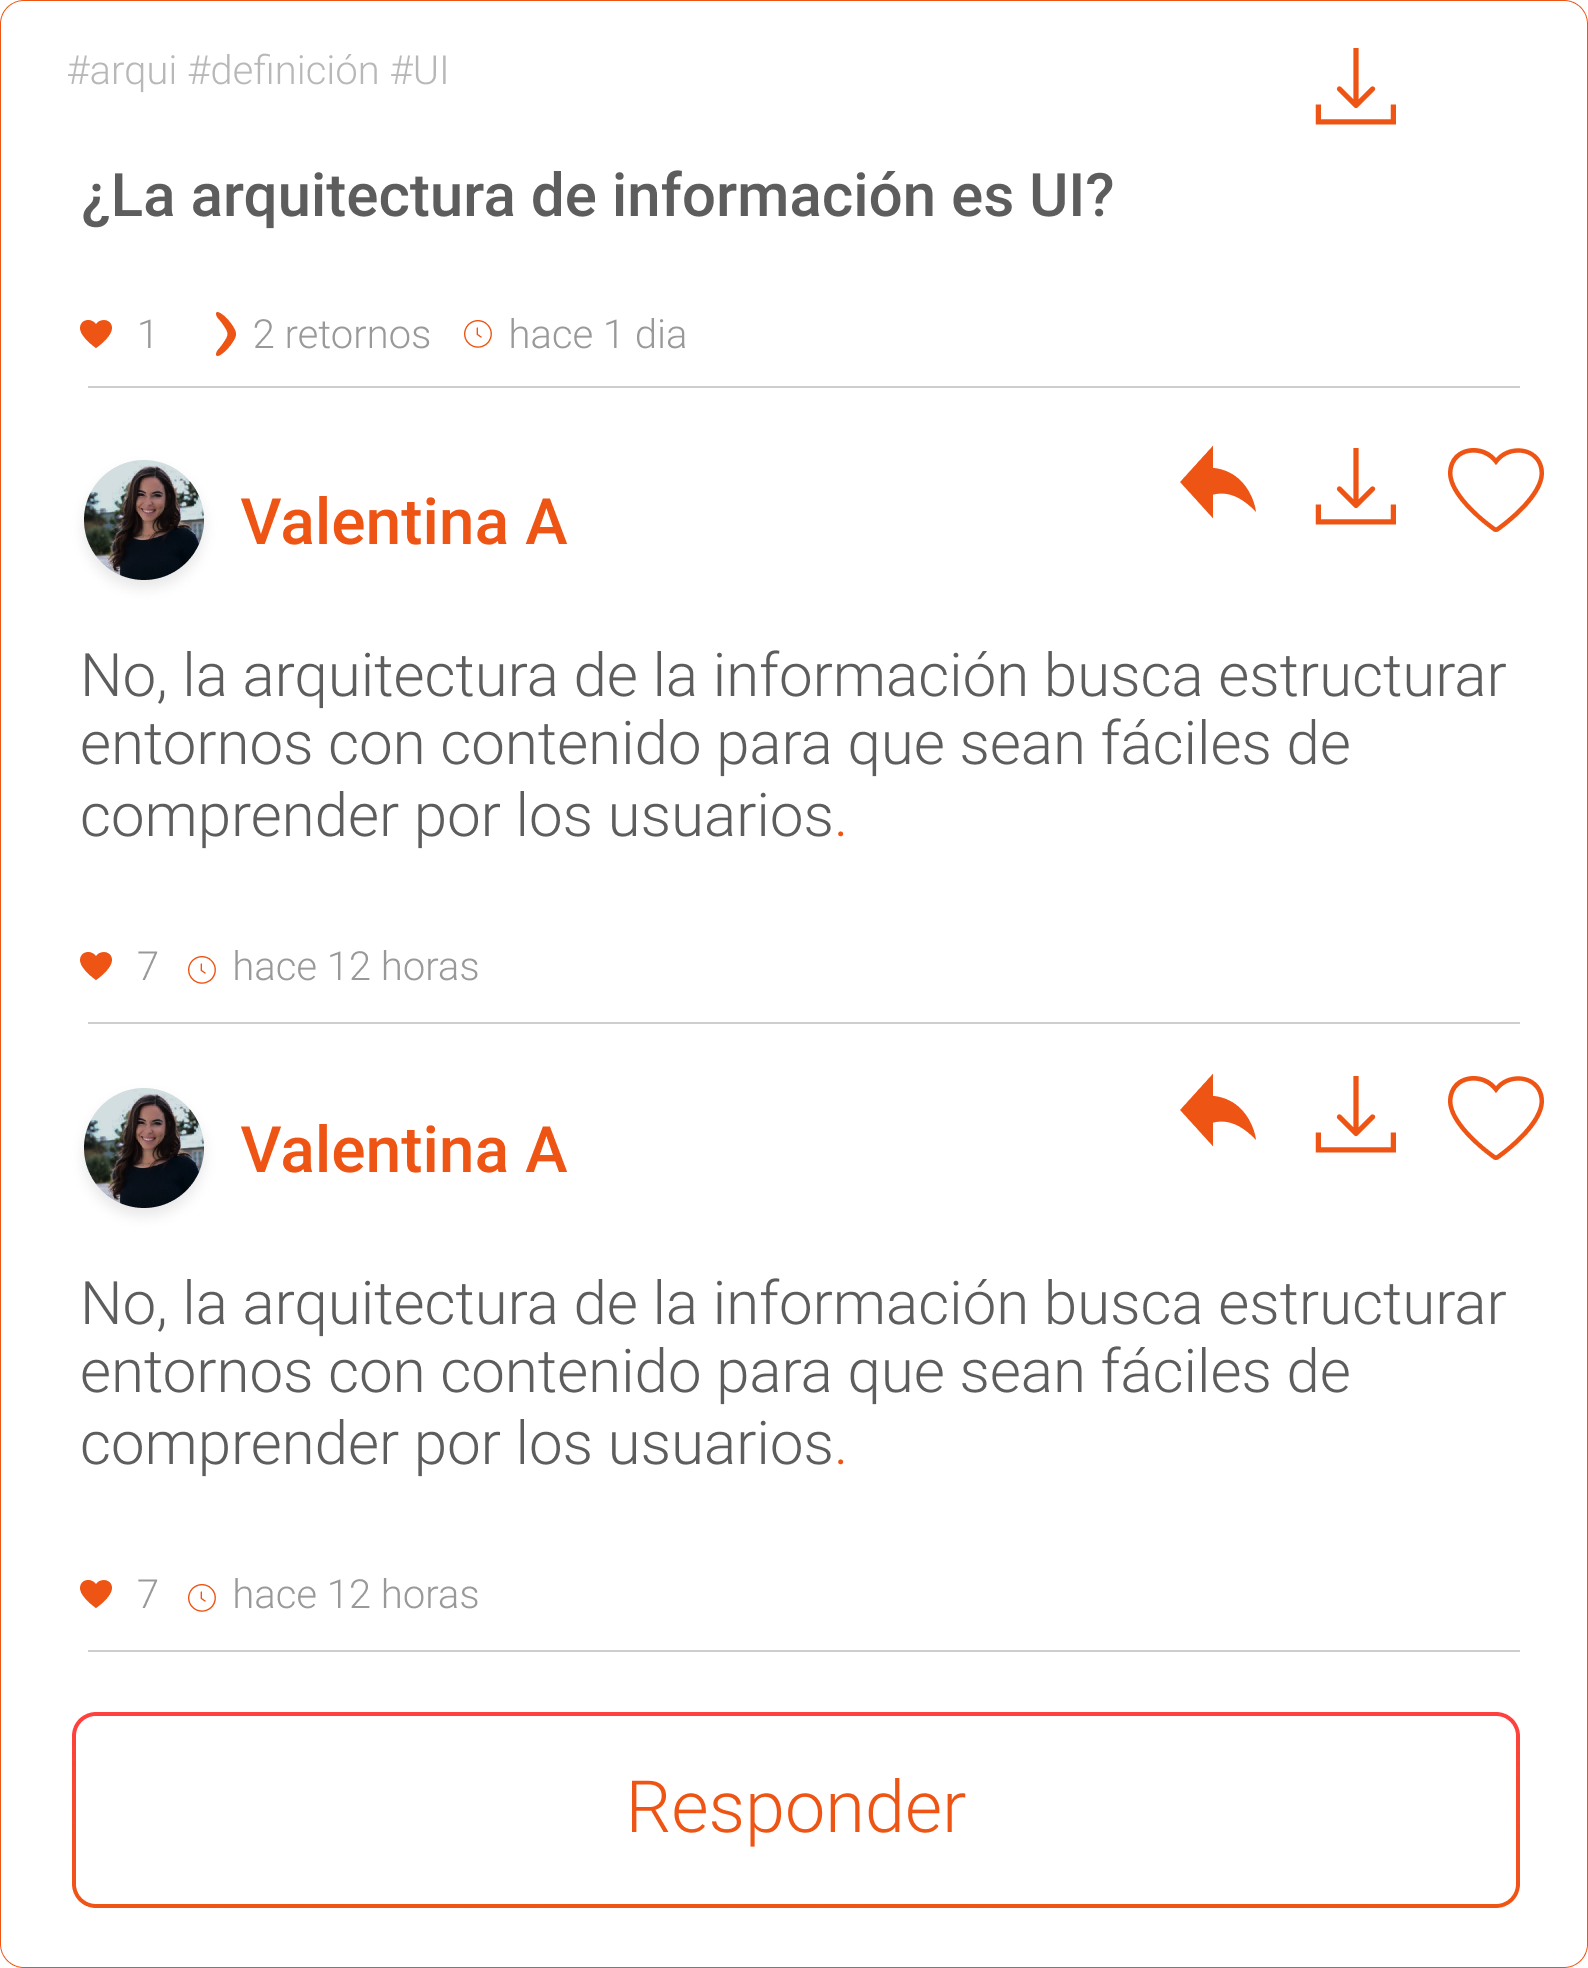 #arqui #definición #UI
¿La arquitectura de información es UI?
1 2 retornos hace 1 dia
Valentina A
No, la arquitectura de la información busca estructurar
entornos con contenido para que sean fáciles de
comprender por los usuarios.
7 hace 12 horas
Valentina A
No, la arquitectura de la información busca estructurar
entornos con contenido para que sean fáciles de
comprender por los usuarios.
7 hace 12 horas
Responder